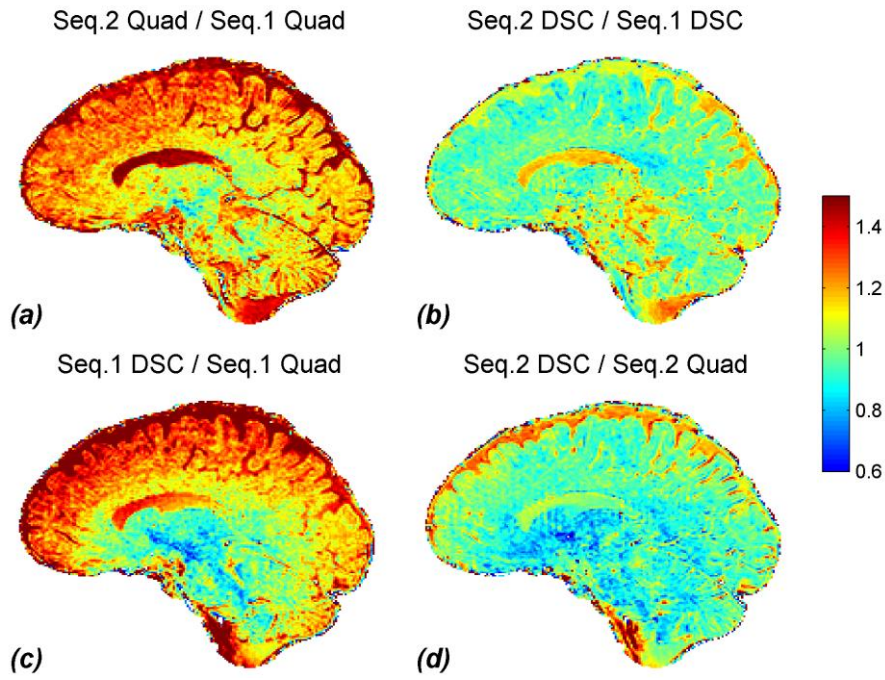 Seq.2 Quad / Seq.1 Quad
Seq.2 DSC / Seq.1 DSC
(a)
(b)
1.4
1.2
1
0.8
0.6
Seq.1 DSC / Seq.1 Quad
Seq.2 DSC / Seq.2 Quad
(c)
(d)